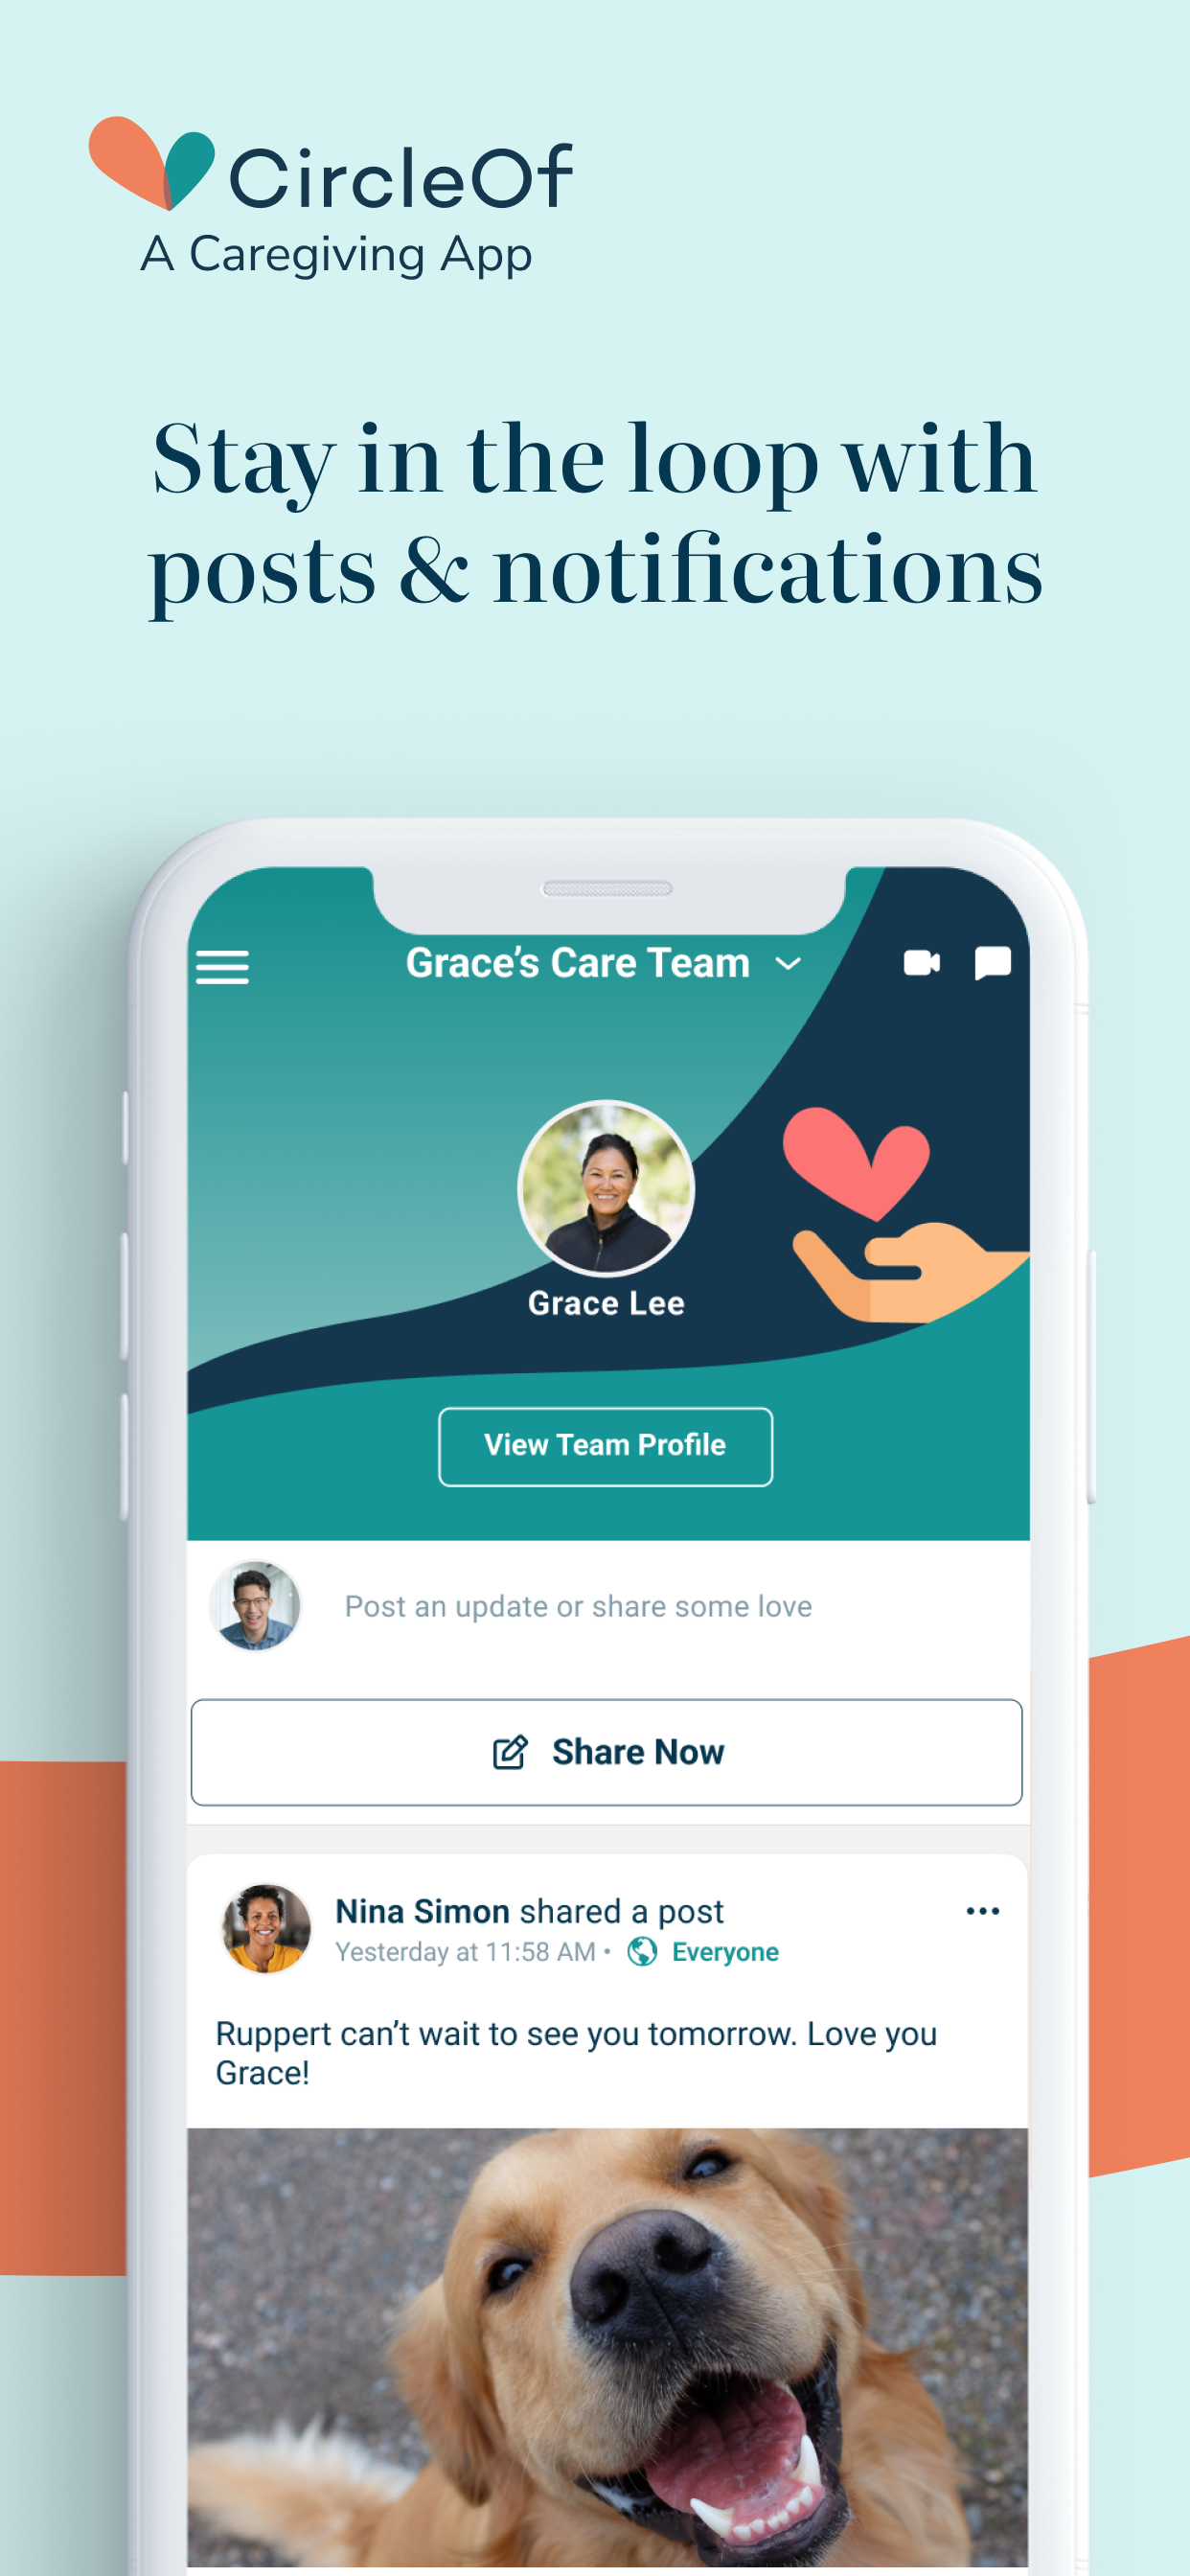 CircleOf
A Caregiving App
Stay in the loop with
posts & notifications
Grace’s Care Team
Grace Lee
View Team Profile
Post an update or share some love
Share Now
Nina Simon shared a post
Yesterday at 11:58 AM • Everyone
Ruppert can’t wait to see you tomorrow. Love you
Grace!